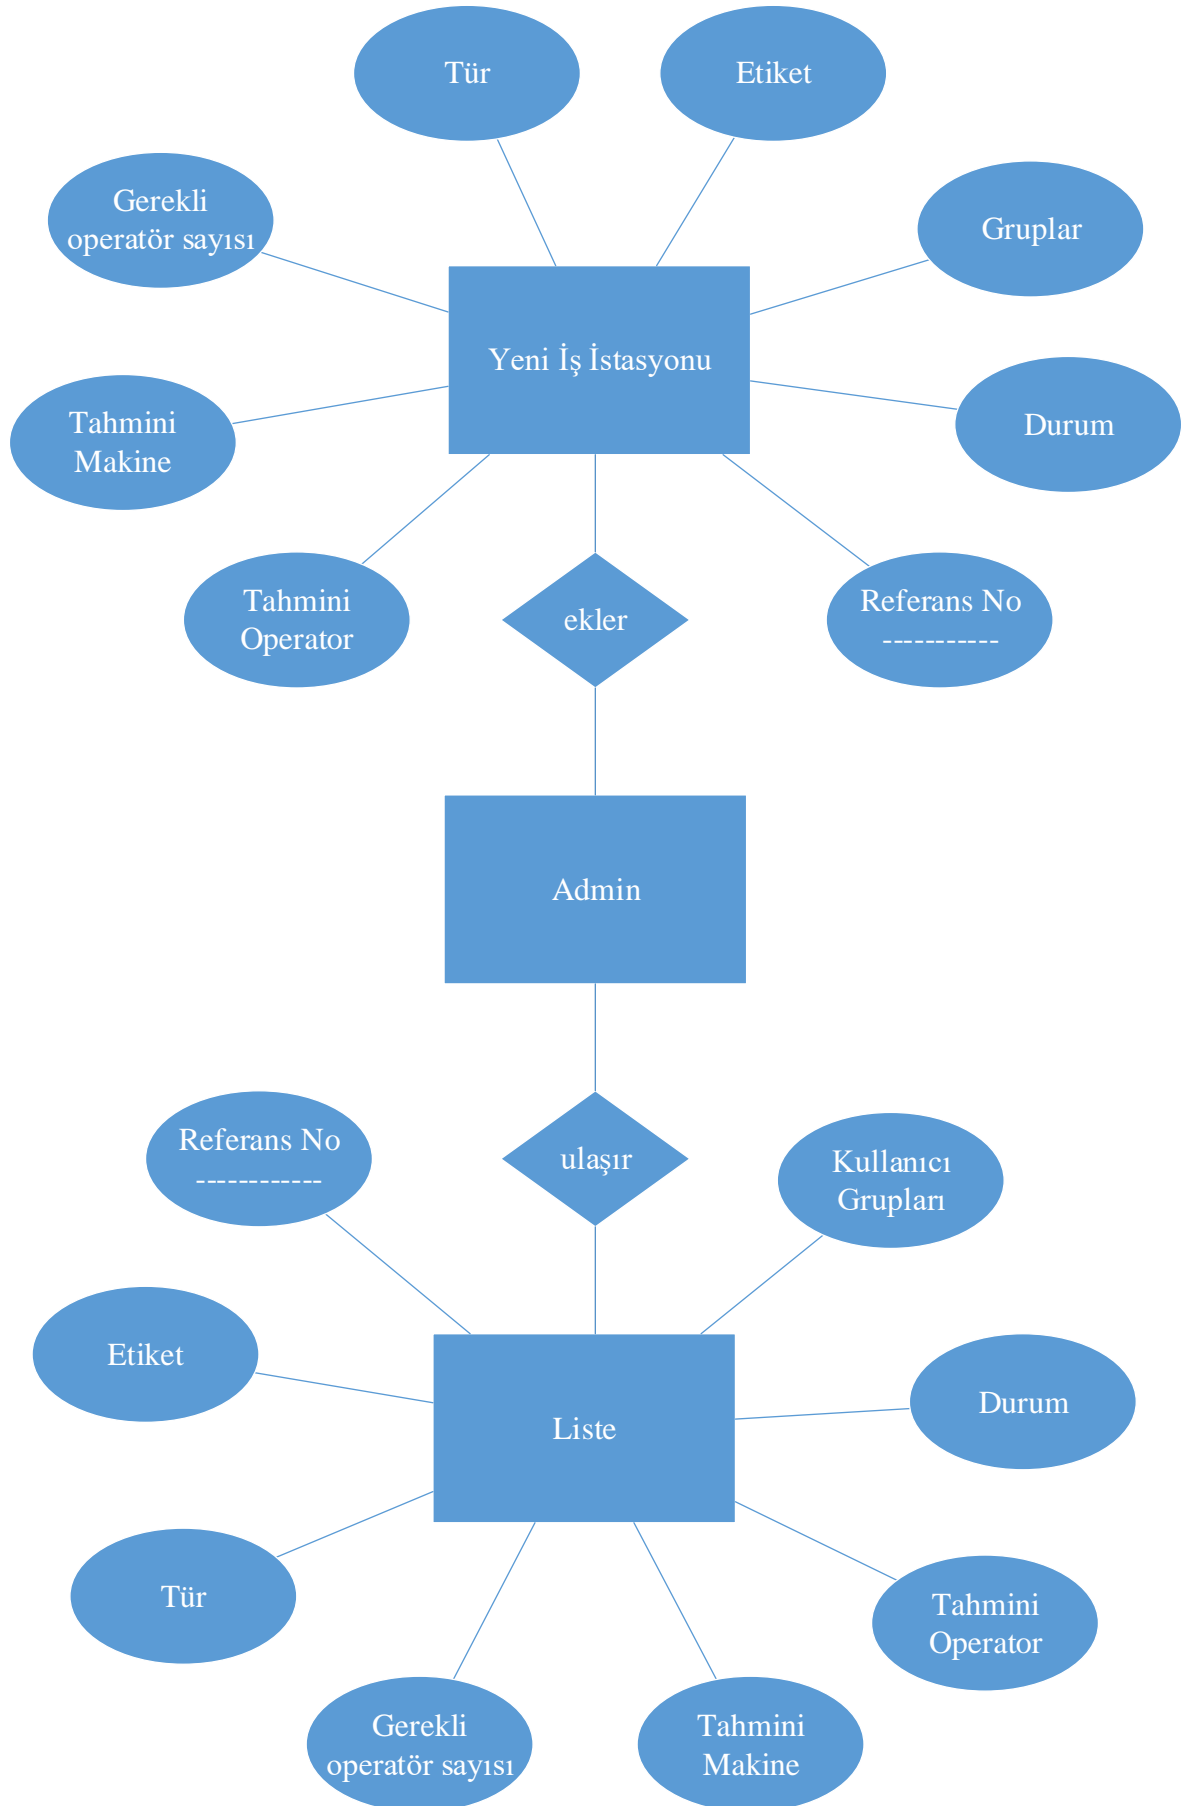 Tür
Etiket
Gerekli
operatör sayısı
Gruplar
Yeni İş İstasyonu
Tahmini
Makine
Durum
Tahmini
Operator
ekler
Referans No
-----------
Admin
Referans No
------------
ulaşır
Kullanıcı
Grupları
Etiket
Durum
Liste
Tür
Tahmini
Operator
Gerekli
operatör sayısı
Tahmini
Makine